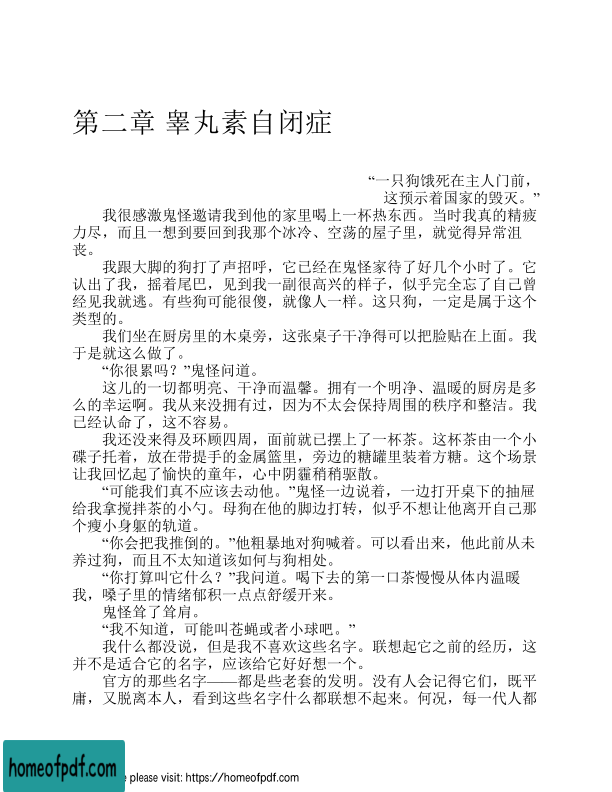 第二章 睾丸素自闭症
“一只狗饿死在主人门前，
这预示着国家的毁灭。”
我很感激鬼怪邀请我到他的家里喝上一杯热东西。当时我真的精疲
力尽，而且一想到要回到我那个冰冷、空荡的屋子里，就觉得异常沮
丧。
我跟大脚的狗打了声招呼，它已经在鬼怪家待了好几个小时了。它
认出了我，摇着尾巴，见到我一副很高兴的样子，似乎完全忘了自己曾
经见我就逃。有些狗可能很傻，就像人一样。这只狗，一定是属于这个
类型的。
我们坐在厨房里的木桌旁，这张桌子干净得可以把脸贴在上面。我
于是就这么做了。
“你很累吗？”鬼怪问道。
这儿的一切都明亮、干净而温馨。拥有一个明净、温暖的厨房是多
么的幸运啊。我从来没拥有过，因为不太会保持周围的秩序和整洁。我
已经认命了，这不容易。
我还没来得及环顾四周，面前就已摆上了一杯茶。这杯茶由一个小
碟子托着，放在带提手的金属篮里，旁边的糖罐里装着方糖。这个场景
让我回忆起了愉快的童年，心中阴霾稍稍驱散。
“可能我们真不应该去动他。”鬼怪一边说着，一边打开桌下的抽屉
给我拿搅拌茶的小勺。母狗在他的脚边打转，似乎不想让他离开自己那
个瘦小身躯的轨道。
“你会把我推倒的。”他粗暴地对狗喊着。可以看出来，他此前从未
养过狗，而且不太知道该如何与狗相处。
“你打算叫它什么？”我问道。喝下去的第一口茶慢慢从体内温暖
我，嗓子里的情绪郁积一点点舒缓开来。
鬼怪耸了耸肩。
“我不知道，可能叫苍蝇或者小球吧。”
我什么都没说，但是我不喜欢这些名字。联想起它之前的经历，这
并不是适合它的名字，应该给它好好想一个。
官方的那些名字——都是些老套的发明。没有人会记得它们，既平
庸，又脱离本人，看到这些名字什么都联想不起来。何况，每一代人都
homeofpdf.com
e please visit: https://homeofpdf.com